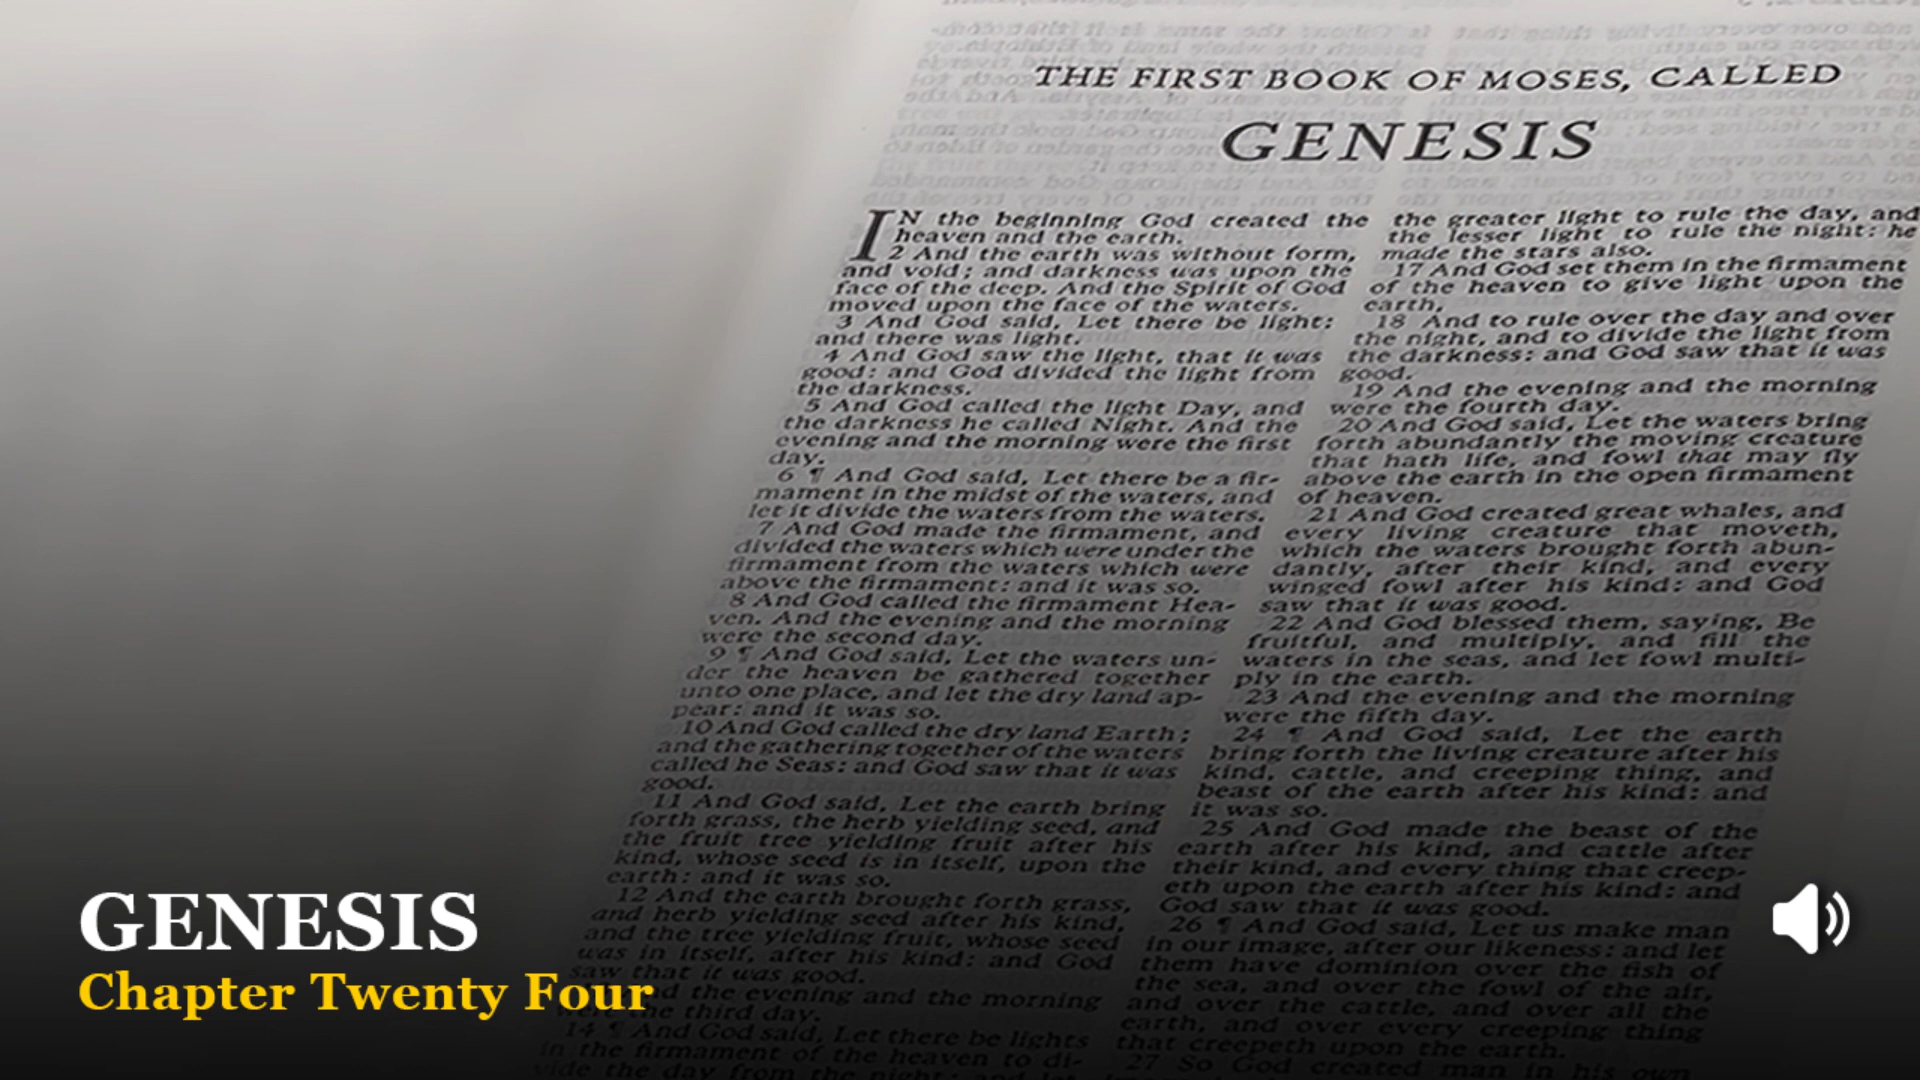 THE FIRST BOOK OF MOSES, CALLED
GENESIS
IN the beginning God created the
heaven and the earth.
2 And the earth was without form,
and void; and darkness was upon the
face of the deep. And the Spirit of God
moved upon the face of the waters.
3 And God said, Let there be light:
and there was light.
4 And God saw the light, that it was
good: and God divided the light from
the darkness.
5 And God called the light Day, and
the darkness he called Night. And the
evening and the morning were the first
day.
6 ¶ And God said, Let there be a fir-
mament in the midst of the waters, and
let it divide the waters from the waters.
7 And God made the firmament, and
divided the waters which were under the
firmament from the waters which were
above the firmament: and it was so.
8 And God called the firmament Hea-
ven. And the evening and the morning
were the second day.
9 ¶ And God said, Let the waters un-
der the heaven be gathered together
unto one place, and let the dry land ap-
pear: and it was so.
10 And God called the dry land Earth;
and the gathering together of the waters
called he Seas: and God saw that it was
good.
11 And God said, Let the earth bring
forth grass, the herb yielding seed, and
the fruit tree yielding fruit after his
kind, whose seed is in itself, upon the
earth: and it was so.
12 And the earth brought forth grass,
and herb yielding seed after his kind,
and the tree yielding fruit, whose seed
was in itself, after his kind: and God
saw that it was good.
the evening and the morning
the third day.
14 ¶ And God said, Let there be lights
in the firmament of the heaven to di-
vide the day from the night; and let
the greater light to rule the day, and
the lesser light to rule the night: he
made the stars also.
17 And God set them in the firmament
of the heaven to give light upon the
earth,
18 And to rule over the day and over
the night, and to divide the light from
the darkness: and God saw that it was
good.
19 And the evening and the morning
were the fourth day.
20 And God said, Let the waters bring
forth abundantly the moving creature
that hath life, and fowl that may fly
above the earth in the open firmament
of heaven.
21 And God created great whales, and
every living creature that moveth,
which the waters brought forth abun-
dantly, after their kind, and every
winged fowl after his kind: and God
saw that it was good.
22 And God blessed them, saying, Be
fruitful, and multiply, and fill the
waters in the seas, and let fowl multi-
ply in the earth.
23 And the evening and the morning
were the fifth day.
24 ¶ And God said, Let the earth
bring forth the living creature after his
kind, cattle, and creeping thing, and
beast of the earth after his kind: and
it was so.
25 And God made the beast of the
earth after his kind, and cattle after
their kind, and every thing that creep-
eth upon the earth after his kind: and
God saw that it was good.
26 ¶ And God said, Let us make man
in our image, after our likeness: and let
them have dominion over the fish of
the sea, and over the fowl of the air,
and over the cattle, and over all the
earth, and over every creeping thing
that creepeth upon the earth.
27 So God created man in his own
GENESIS
Chapter Twenty Four